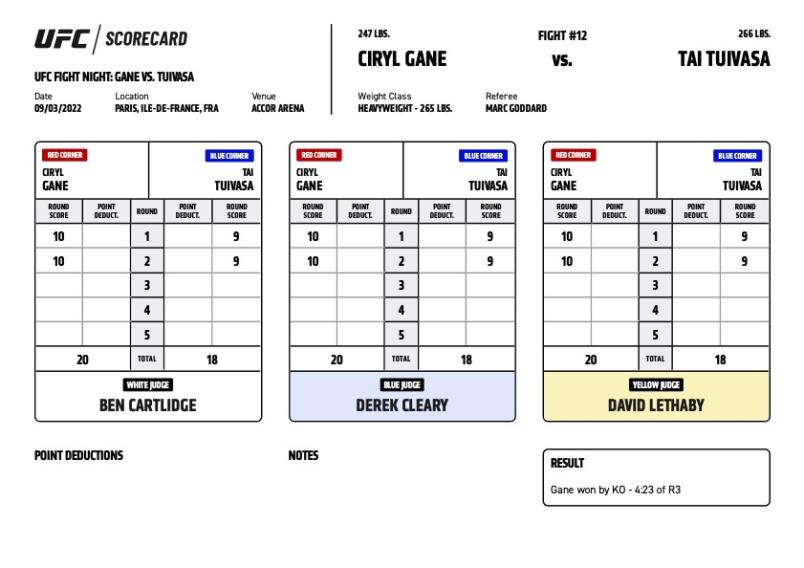 UFC / SCORECARD
UFC FIGHT NIGHT: GANE VS. TUIVASA
Date Location Venue
09/03/2022 PARIS, ILE-DE-FRANCE, FRA ACCOR ARENA
247 LBS. FIGHT #12 266 LBS.
CIRYL GANE vs. TAI TUIVASA
Weight Class Referee
HEAVYWEIGHT - 265 LBS. MARC GODDARD
RED CORNER BLUE CORNER
CIRYL TAI
GANE TUIVASA
ROUND SCORE POINT DEDUCT. ROUND POINT DEDUCT. ROUND SCORE
10 1 9
10 2 9
3
4
5
20 TOTAL 18
WHITE JUDGE
BEN CARTLIDGE
RED CORNER BLUE CORNER
CIRYL TAI
GANE TUIVASA
ROUND SCORE POINT DEDUCT. ROUND POINT DEDUCT. ROUND SCORE
10 1 9
10 2 9
3
4
5
20 TOTAL 18
BLUE JUDGE
DEREK CLEARY
RED CORNER BLUE CORNER
CIRYL TAI
GANE TUIVASA
ROUND SCORE POINT DEDUCT. ROUND POINT DEDUCT. ROUND SCORE
10 1 9
10 2 9
3
4
5
20 TOTAL 18
YELLOW JUDGE
DAVID LETHABY
POINT DEDUCTIONS
NOTES
RESULT
Gane won by KO - 4:23 of R3